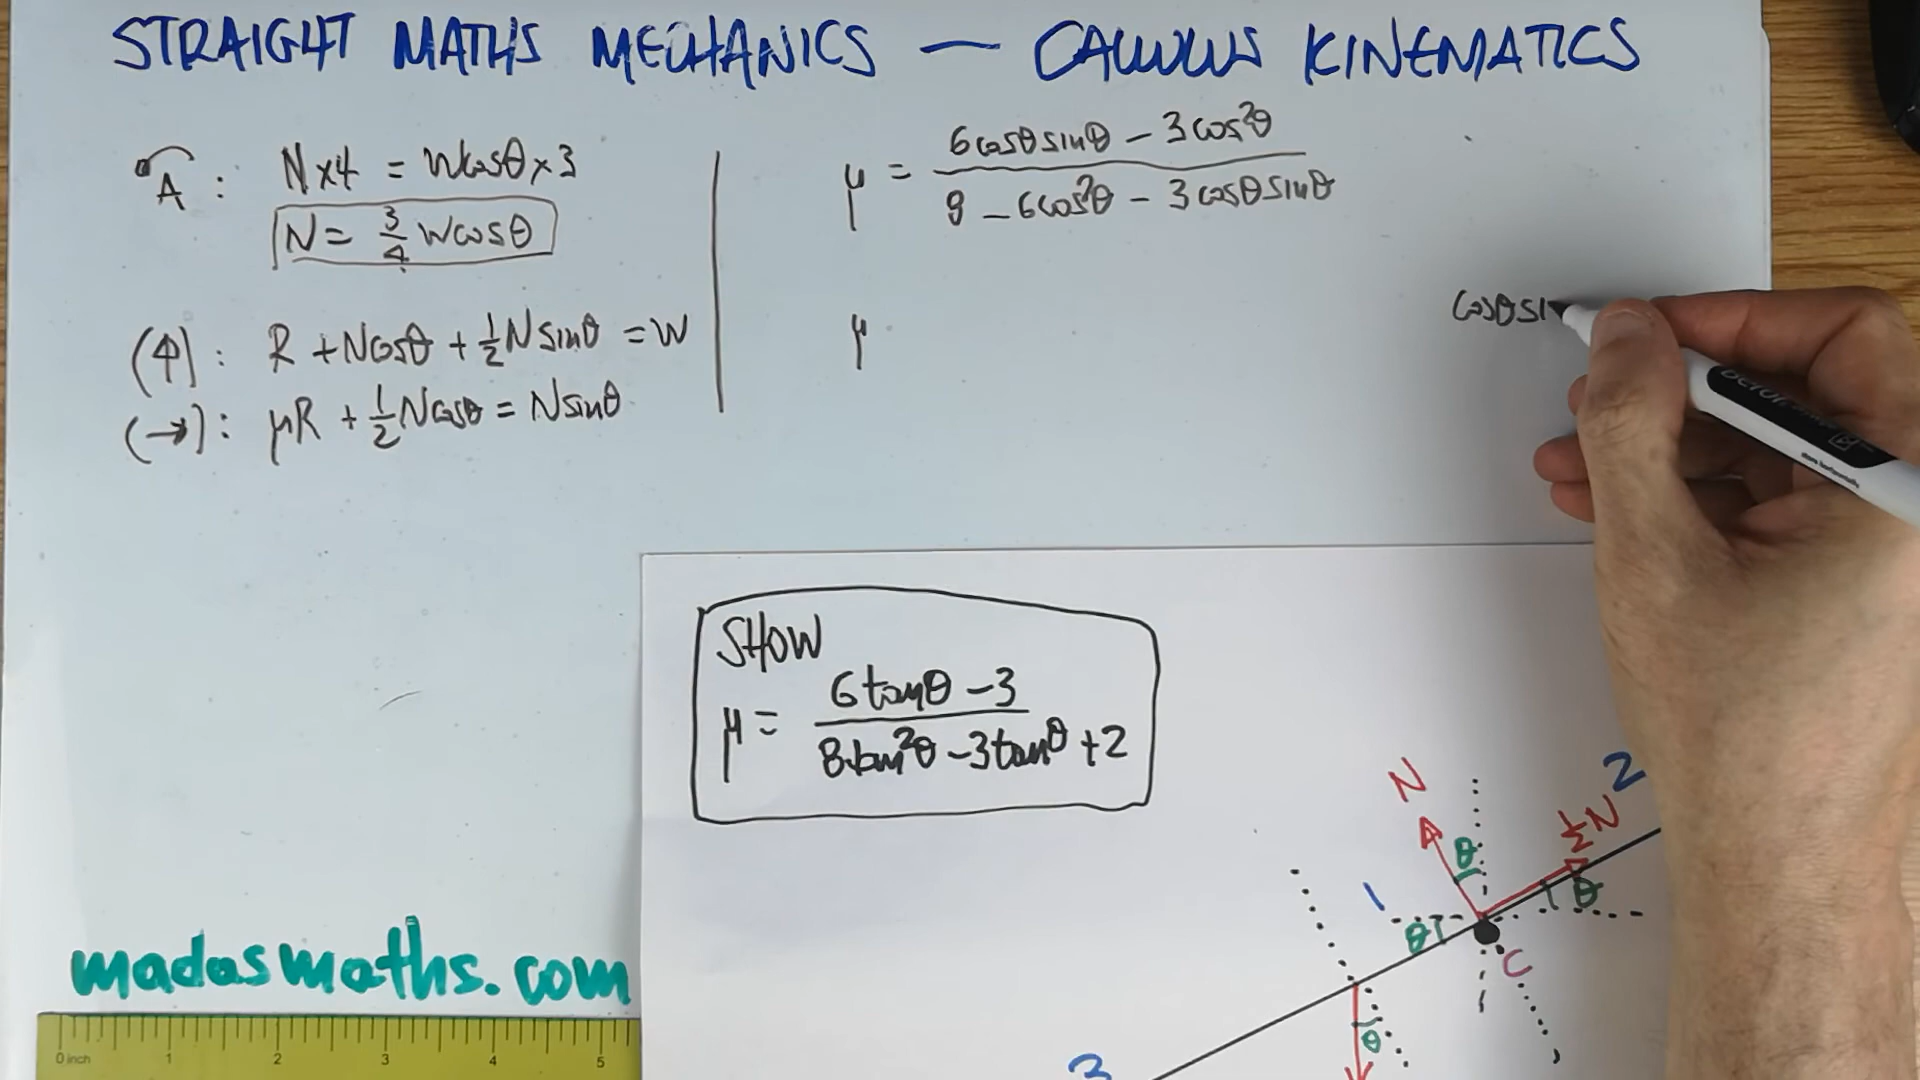 STRAIGHT MATHS MECHANICS — CALCULUS KINEMATICS
A : N×4 = Wcosθ×3
N = 3/4 Wcosθ
(↑) : R + Ncosθ + 1/2 Nsinθ = W
(→) : μR + 1/2 Ncosθ = Nsinθ
μ = (6cosθsinθ − 3cos²θ) / (8 − 6cos²θ − 3cosθsinθ)
μ
cosθsi
SHOW
μ = (6tanθ − 3) / (8tan²θ − 3tanθ + 2)
N
2
θ
1/2 N
1
θ
θ
C
θ
3
madasmaths.com
0 inch 1 2 3 4 5